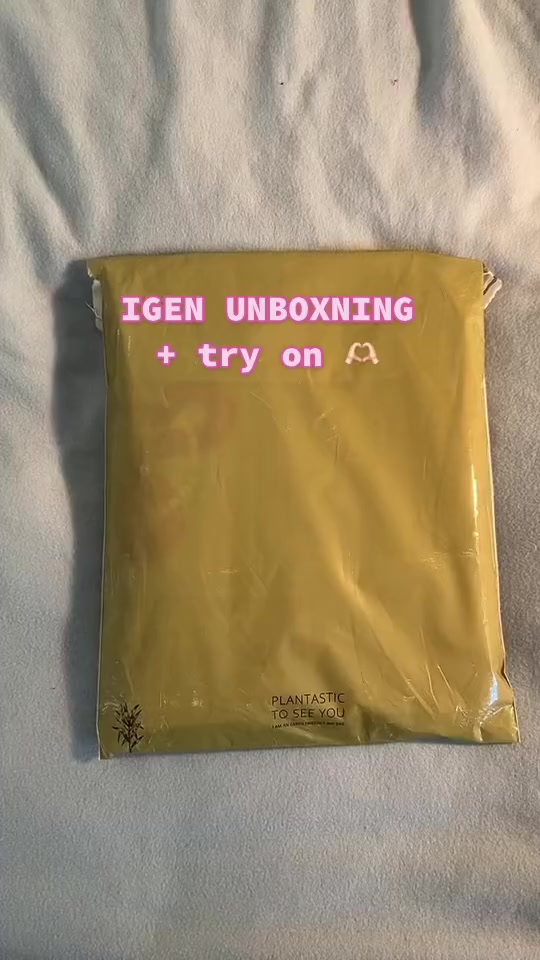 IGEN UNBOXNING
+ try on 🫶🏻
PLANTASTIC
TO SEE YOU